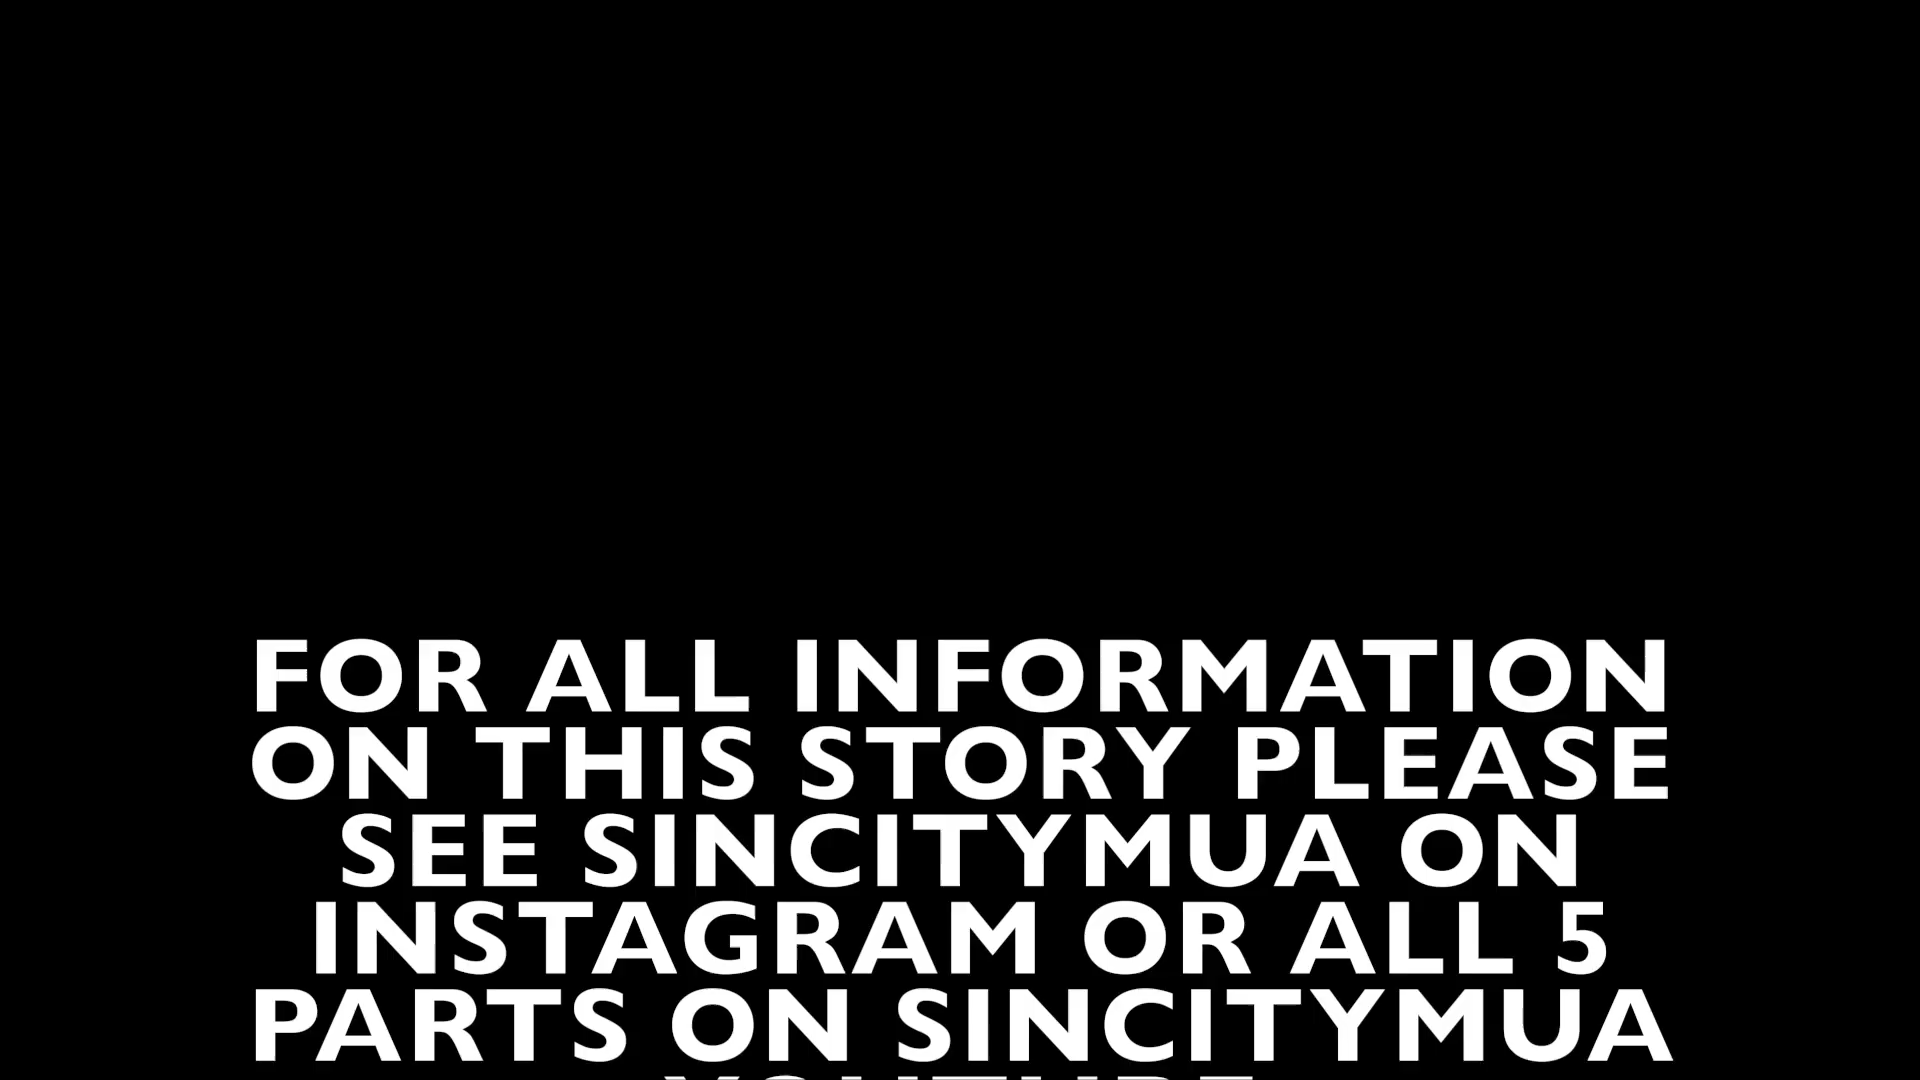 FOR ALL INFORMATION
ON THIS STORY PLEASE
SEE SINCITYMUA ON
INSTAGRAM OR ALL 5
PARTS ON SINCITYMUA